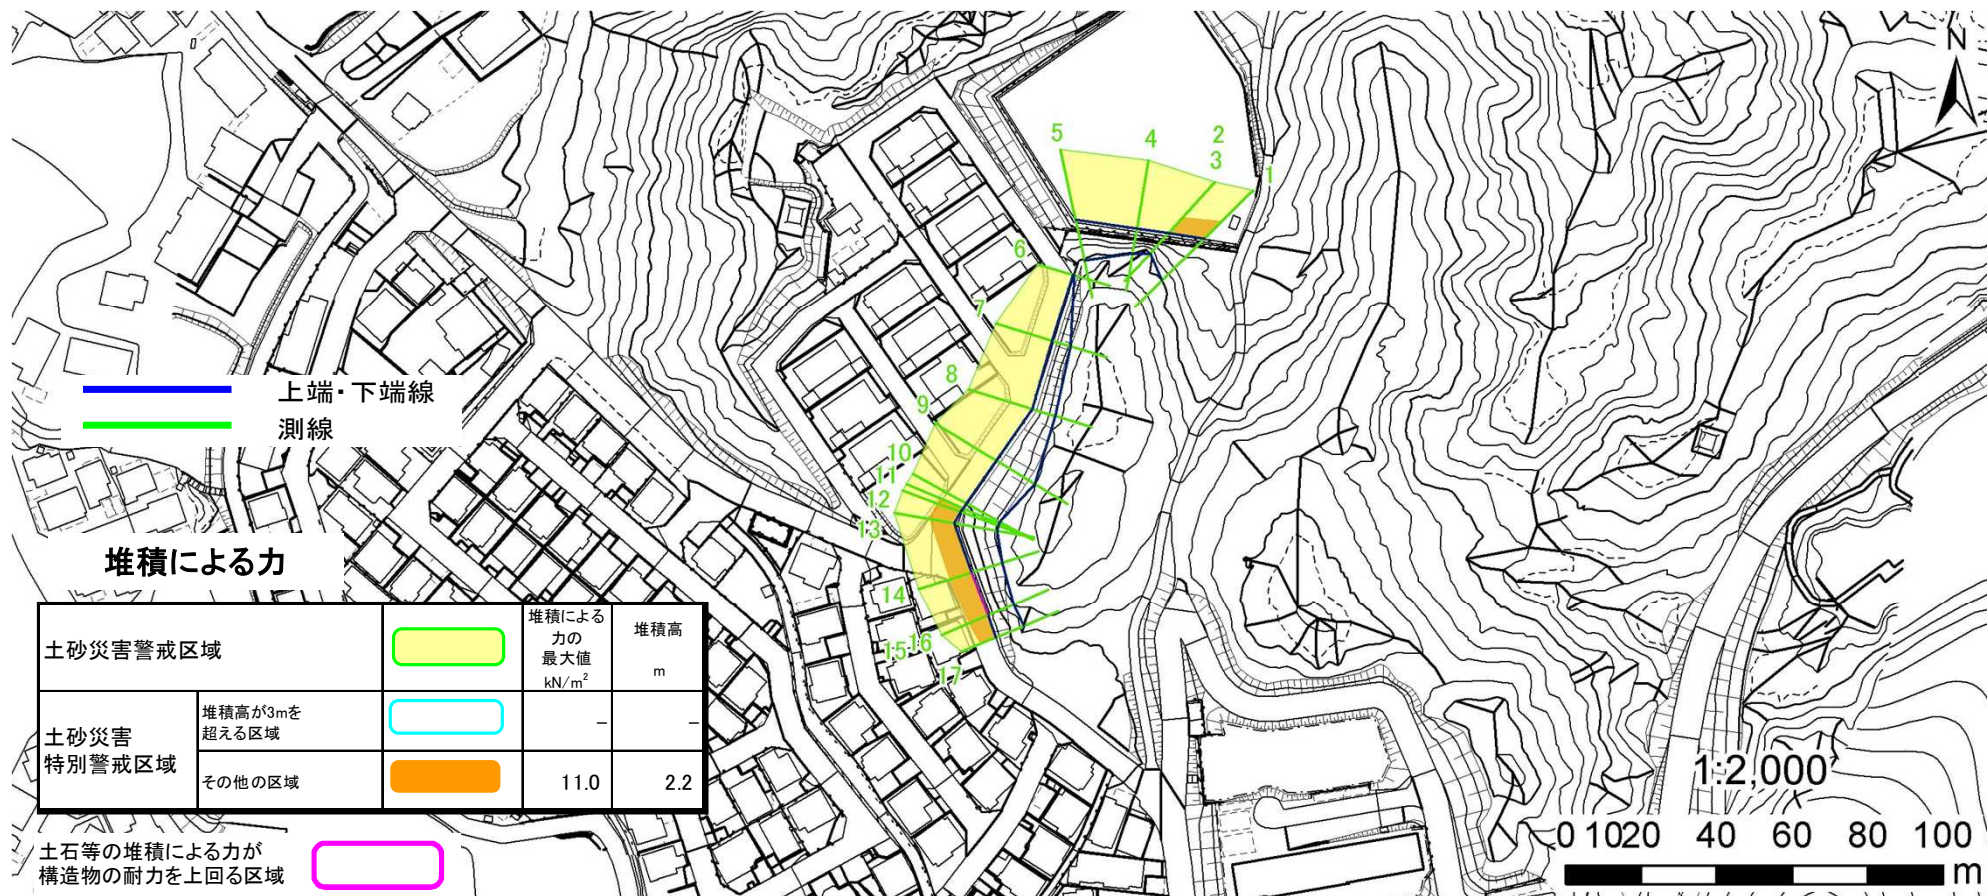 N
2
5
4
3
1
6
7
8
9
10
11
12
13
14
15 16
17
上端・下端線
測線
堆積による力
土砂災害警戒区域
堆積による
力の
最大値
kN/m²
堆積高
m
土砂災害
特別警戒区域
堆積高が3mを
超える区域
–
–
その他の区域
11.0
2.2
土石等の堆積による力が
構造物の耐力を上回る区域
1:2,000
0 10 20 40 60 80 100
m